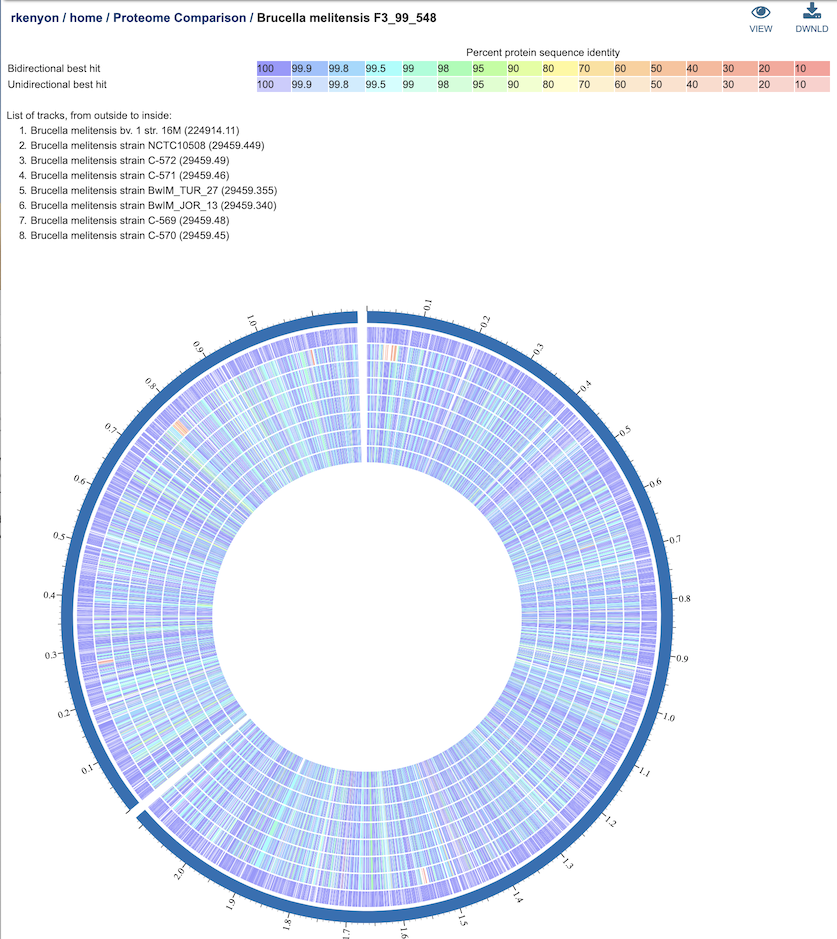 rkenyon / home / Proteome Comparison / Brucella melitensis F3_99_548
VIEW
DWNLD
Percent protein sequence identity
Bidirectional best hit 100 99.9 99.8 99.5 99 98 95 90 80 70 60 50 40 30 20 10
Unidirectional best hit 100 99.9 99.8 99.5 99 98 95 90 80 70 60 50 40 30 20 10
List of tracks, from outside to inside:
1. Brucella melitensis bv. 1 str. 16M (224914.11)
2. Brucella melitensis strain NCTC10508 (29459.449)
3. Brucella melitensis strain C-572 (29459.49)
4. Brucella melitensis strain C-571 (29459.46)
5. Brucella melitensis strain BwIM_TUR_27 (29459.355)
6. Brucella melitensis strain BwIM_JOR_13 (29459.340)
7. Brucella melitensis strain C-569 (29459.48)
8. Brucella melitensis strain C-570 (29459.45)
0.1
0.2
0.3
0.4
0.5
0.6
0.7
0.8
0.9
1.0
1.1
1.2
1.3
1.4
1.5
1.6
1.7
1.8
1.9
2.0
0.1
0.2
0.3
0.4
0.5
0.6
0.7
0.8
0.9
1.0